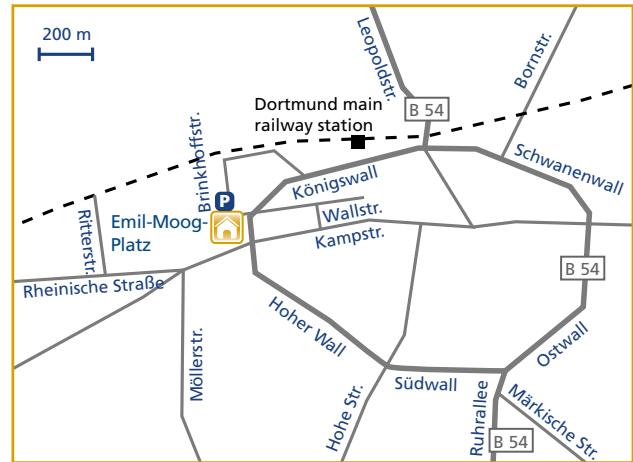 200 m
Leopoldstr.
Bornstr.
B 54
Dortmund main
railway station
Brinkhoffstr.
Königswall
Schwanenwall
P
Wallstr.
Emil-Moog-
Platz
Kampstr.
Ritterstr.
Rheinische Straße
B 54
Hoher Wall
Ostwall
Möllerstr.
Hohe Str.
Südwall
Ruhrallee
Märkische Str.
B 54